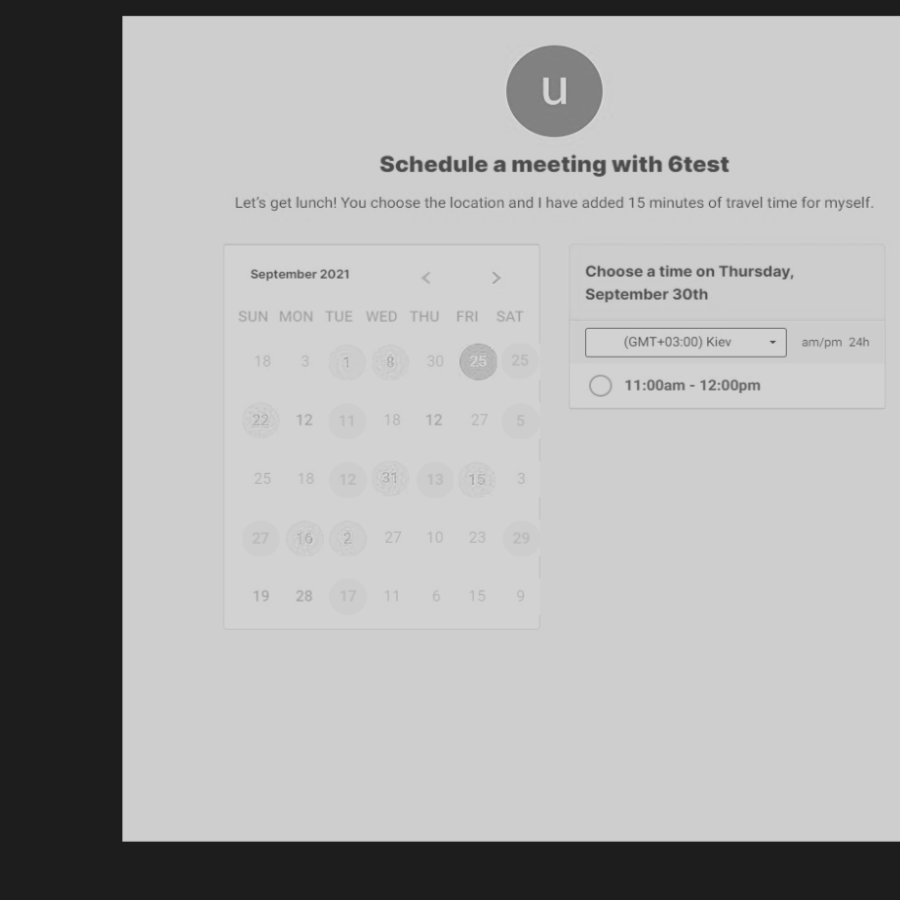 u
Schedule a meeting with 6test
Let's get lunch! You choose the location and I have added 15 minutes of travel time for myself.
September 2021 < >
SUN MON TUE WED THU FRI SAT
18 3 1 8 30 25 25
22 12 11 18 12 27 5
25 18 12 31 13 15 3
27 16 2 27 10 23 29
19 28 17 11 6 15 9
Choose a time on Thursday,
September 30th
(GMT+03:00) Kiev am/pm 24h
11:00am - 12:00pm